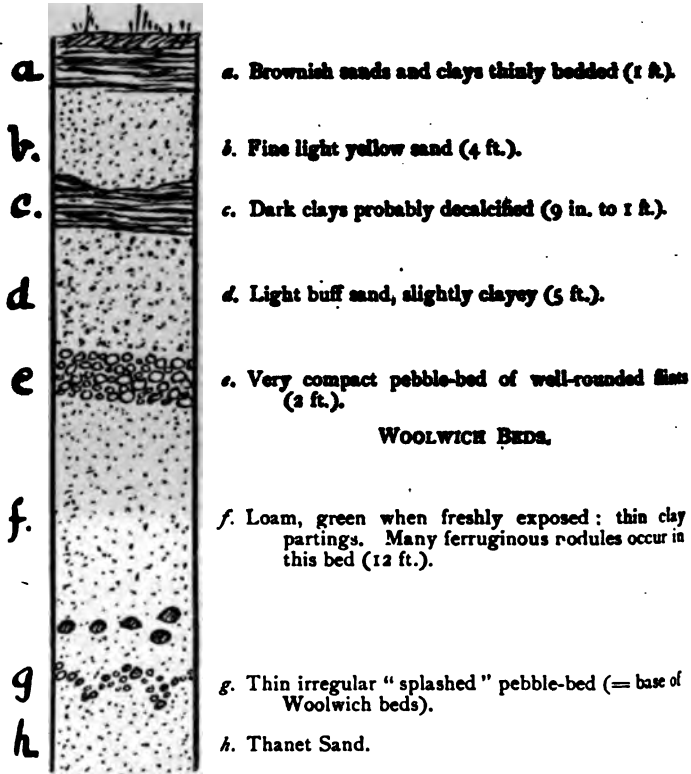 a
a. Brownish sands and clays thinly bedded (1 ft.).
b.
b. Fine light yellow sand (4 ft.).
c.
c. Dark clays probably decalcified (9 in. to 1 ft.).
d
d. Light buff sand, slightly clayey (5 ft.).
e
e. Very compact pebble-bed of well-rounded flints
(2 ft.).
WOOLWICH BEDS.
f.
f. Loam, green when freshly exposed: thin clay
partings. Many ferruginous nodules occur in
this bed (12 ft.).
g
g. Thin irregular "splashed" pebble-bed (= base of
Woolwich beds).
h
h. Thanet Sand.